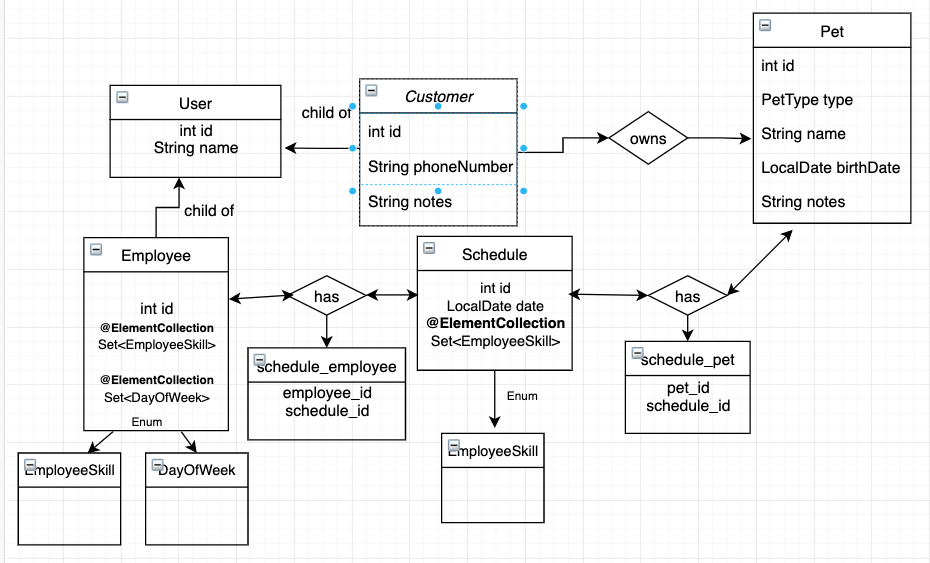 User
int id
String name
child of
Customer
int id
String phoneNumber
String notes
owns
Pet
int id
PetType type
String name
LocalDate birthDate
String notes
child of
Employee
int id
@ElementCollection
Set<EmployeeSkill>
@ElementCollection
Set<DayOfWeek>
Enum
has
Schedule
int id
LocalDate date
@ElementCollection
Set<EmployeeSkill>
has
schedule_employee
employee_id
schedule_id
Enum
schedule_pet
pet_id
schedule_id
EmployeeSkill
DayOfWeek
EmployeeSkill